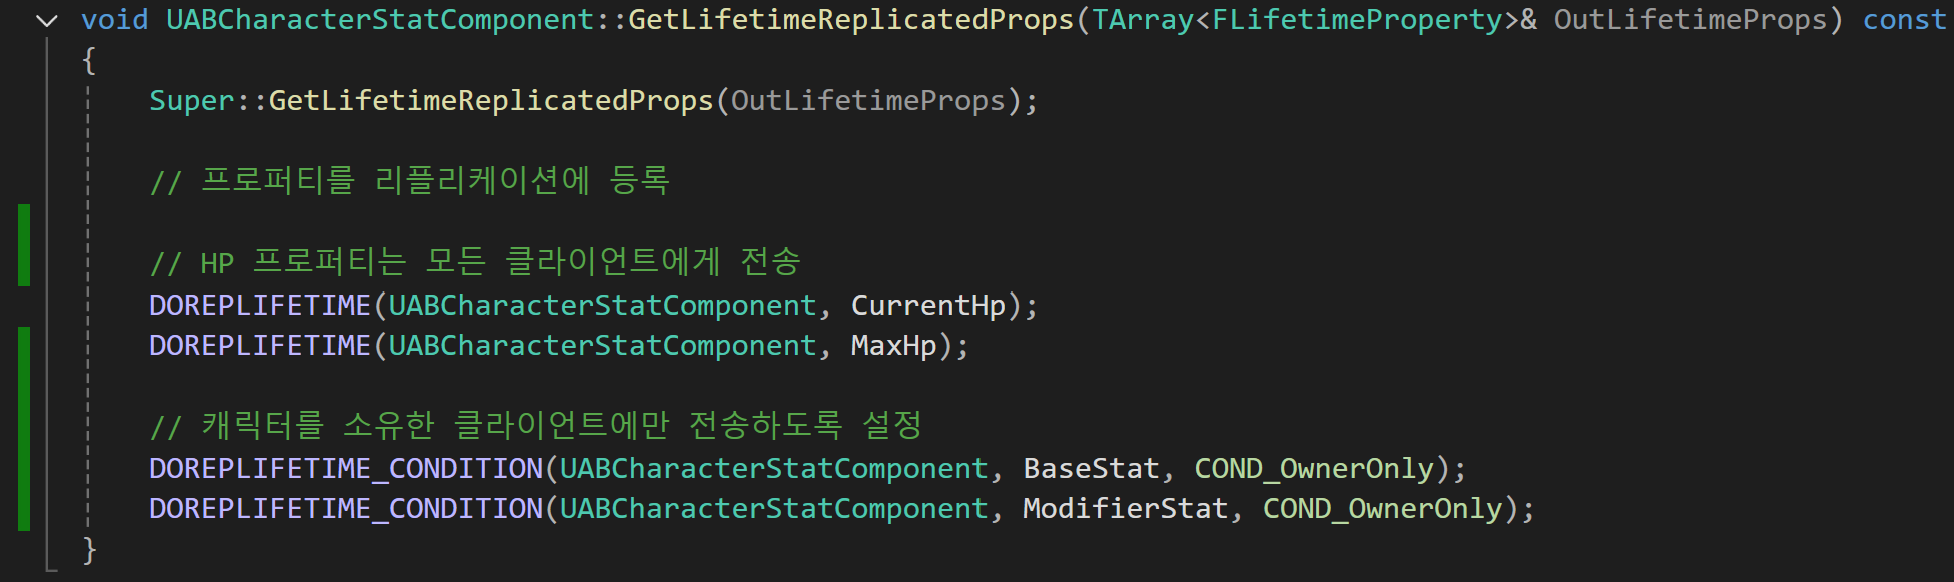 void UABCharacterStatComponent::GetLifetimeReplicatedProps(TArray<FLifetimeProperty>& OutLifetimeProps) const
{
Super::GetLifetimeReplicatedProps(OutLifetimeProps);
// 프로퍼티를 리플리케이션에 등록
// HP 프로퍼티는 모든 클라이언트에게 전송
DOREPLIFETIME(UABCharacterStatComponent, CurrentHp);
DOREPLIFETIME(UABCharacterStatComponent, MaxHp);
// 캐릭터를 소유한 클라이언트에만 전송하도록 설정
DOREPLIFETIME_CONDITION(UABCharacterStatComponent, BaseStat, COND_OwnerOnly);
DOREPLIFETIME_CONDITION(UABCharacterStatComponent, ModifierStat, COND_OwnerOnly);
}